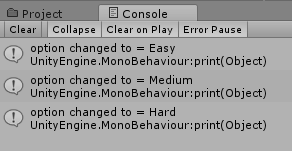 Project Console
Clear Collapse Clear on Play Error Pause
option changed to = Easy
UnityEngine.MonoBehaviour:print(Object)
option changed to = Medium
UnityEngine.MonoBehaviour:print(Object)
option changed to = Hard
UnityEngine.MonoBehaviour:print(Object)